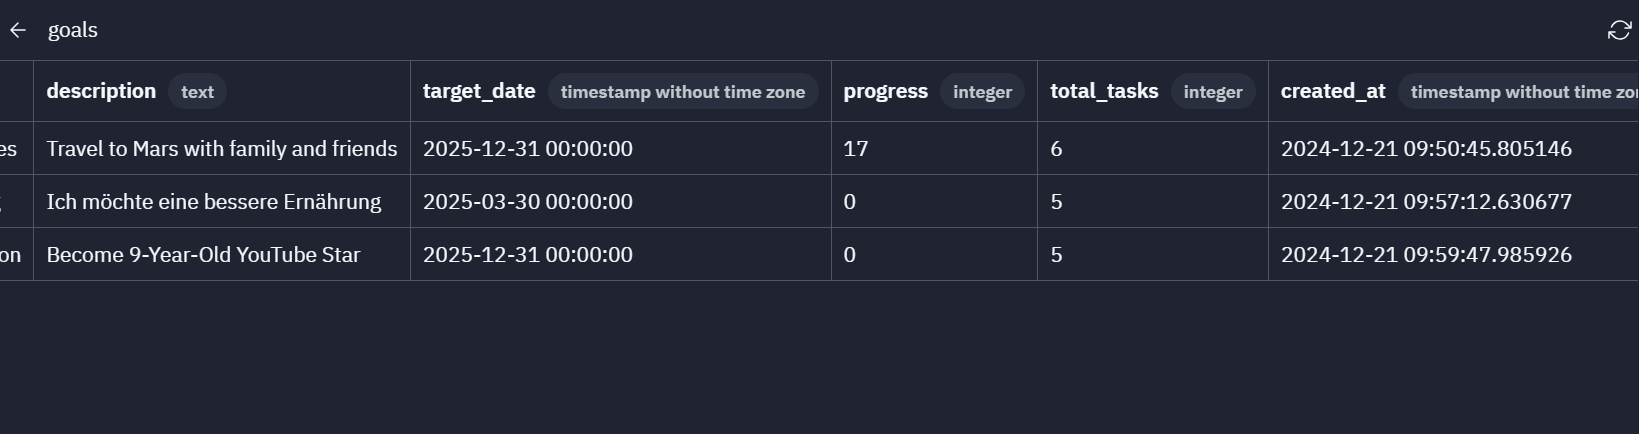 goals
description text target_date timestamp without time zone progress integer total_tasks integer created_at timestamp without time
es Travel to Mars with family and friends 2025-12-31 00:00:00 17 6 2024-12-21 09:50:45.805146
Ich möchte eine bessere Ernährung 2025-03-30 00:00:00 0 5 2024-12-21 09:57:12.630677
on Become 9-Year-Old YouTube Star 2025-12-31 00:00:00 0 5 2024-12-21 09:59:47.985926